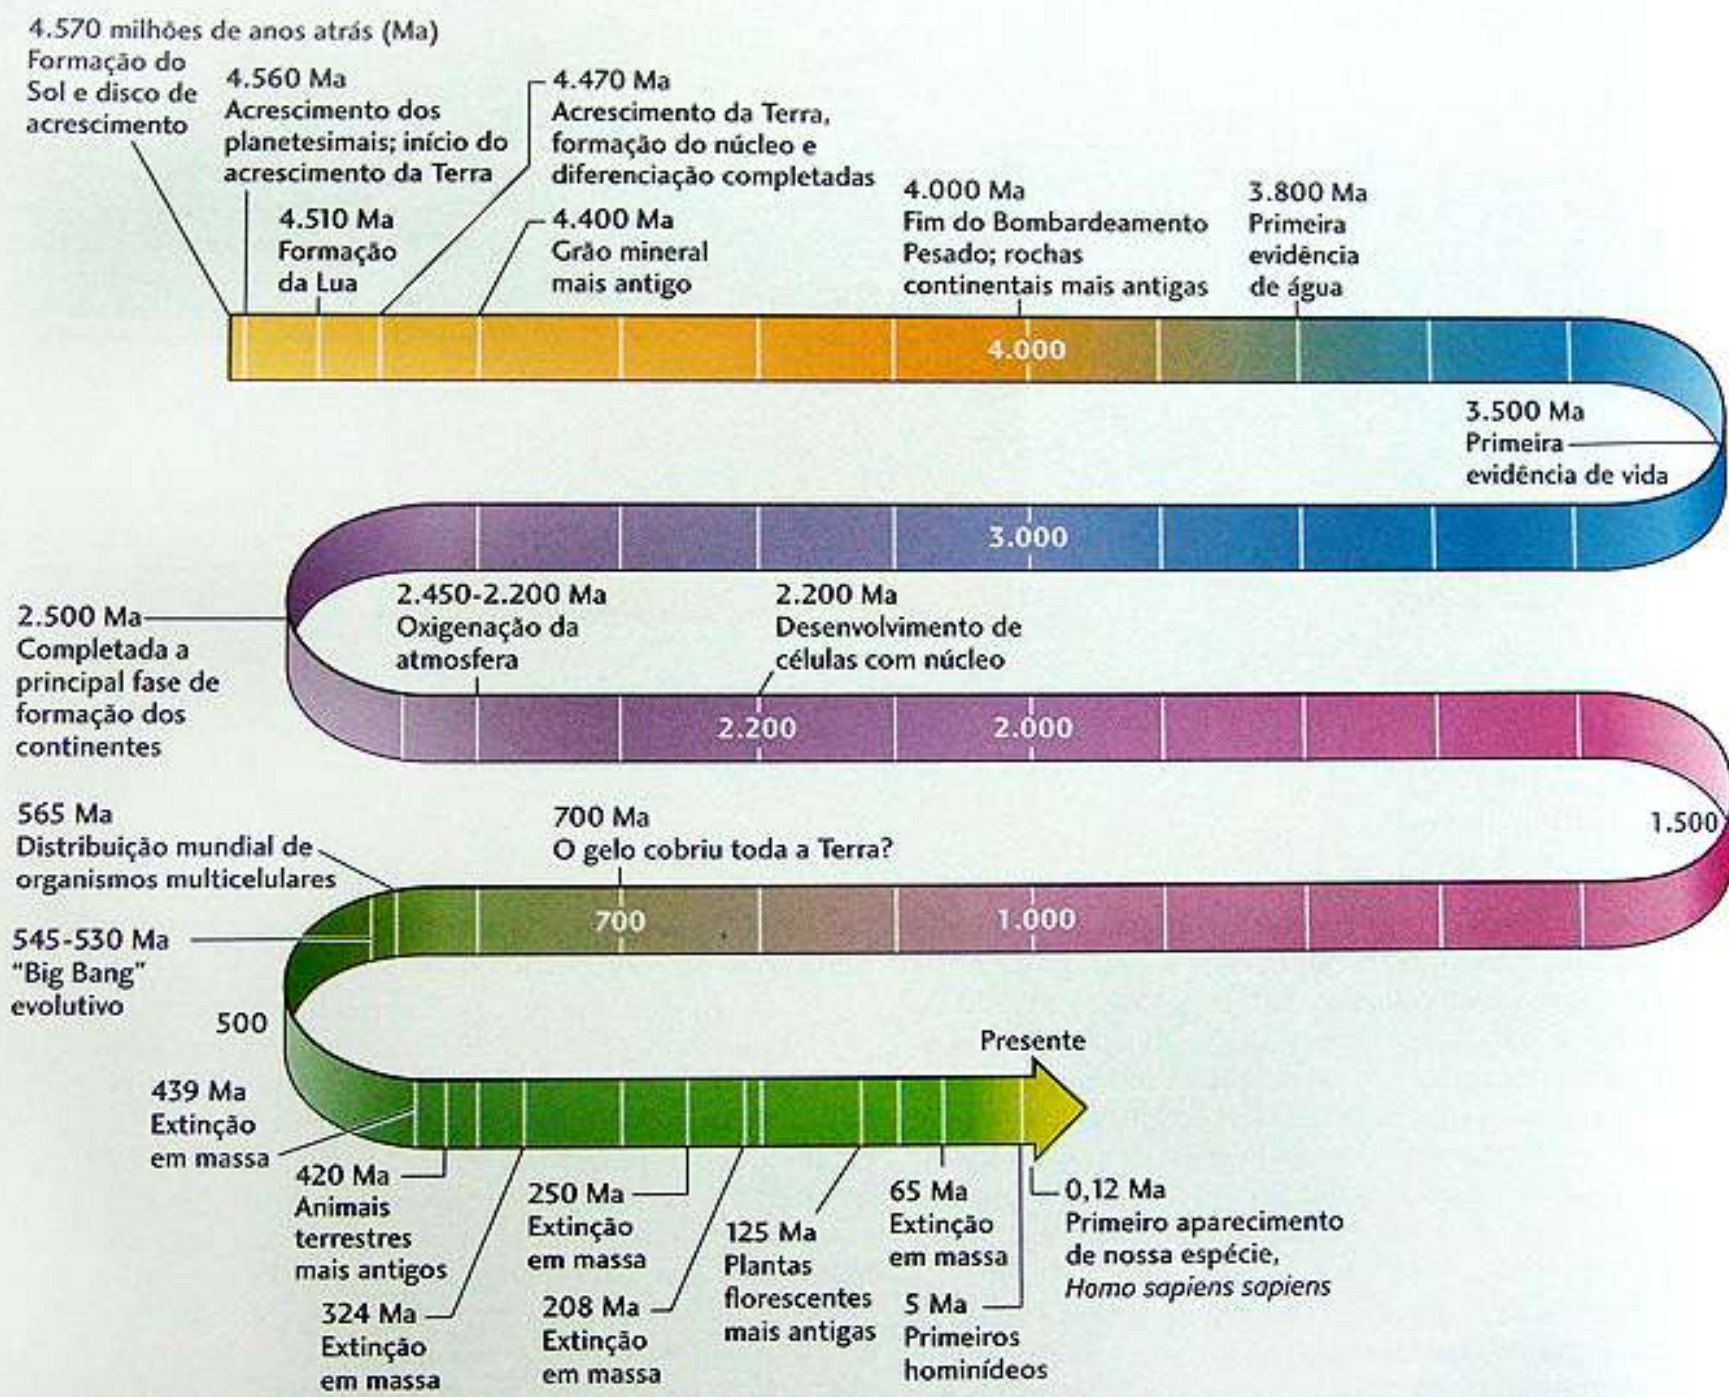 4.570 milhões de anos atrás (Ma)
Formação do
Sol e disco de
acrescimento
4.560 Ma
Acrescimento dos
planetesimais; início do
acrescimento da Terra
4.510 Ma
Formação
da Lua
4.470 Ma
Acrescimento da Terra,
formação do núcleo e
diferenciação completadas
4.400 Ma
Grão mineral
mais antigo
4.000 Ma
Fim do Bombardeamento
Pesado; rochas
continentais mais antigas
3.800 Ma
Primeira
evidência
de água
4.000
3.500 Ma
Primeira
evidência de vida
3.000
2.500 Ma
Completada a
principal fase de
formação dos
continentes
2.450-2.200 Ma
Oxigenação da
atmosfera
2.200 Ma
Desenvolvimento de
células com núcleo
2.200
2.000
1.500
565 Ma
Distribuição mundial de
organismos multicelulares
700 Ma
O gelo cobriu toda a Terra?
700
1.000
545-530 Ma
“Big Bang”
evolutivo
500
Presente
439 Ma
Extinção
em massa
420 Ma
Animais
terrestres
mais antigos
324 Ma
Extinção
em massa
250 Ma
Extinção
em massa
208 Ma
Extinção
em massa
125 Ma
Plantas
florescentes
mais antigas
65 Ma
Extinção
em massa
5 Ma
Primeiros
hominídeos
0,12 Ma
Primeiro aparecimento
de nossa espécie,
Homo sapiens sapiens